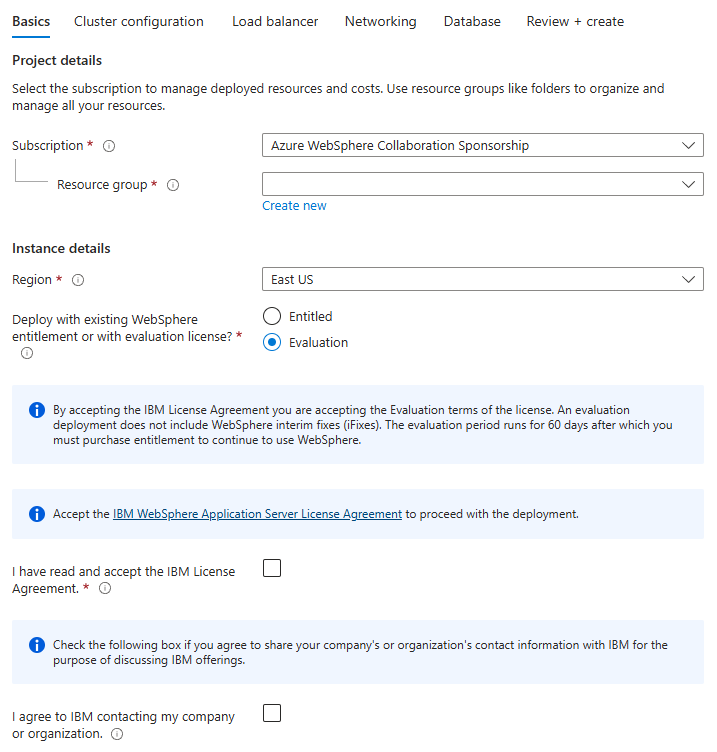 Basics Cluster configuration Load balancer Networking Database Review + create
Project details
Select the subscription to manage deployed resources and costs. Use resource groups like folders to organize and
manage all your resources.
Subscription *
Azure WebSphere Collaboration Sponsorship
Resource group *
Create new
Instance details
Region *
East US
Deploy with existing WebSphere
entitlement or with evaluation license? *
Entitled
Evaluation
By accepting the IBM License Agreement you are accepting the Evaluation terms of the license. An evaluation
deployment does not include WebSphere interim fixes (iFixes). The evaluation period runs for 60 days after which you
must purchase entitlement to continue to use WebSphere.
Accept the IBM WebSphere Application Server License Agreement to proceed with the deployment.
I have read and accept the IBM License
Agreement. *
Check the following box if you agree to share your company's or organization's contact information with IBM for the
purpose of discussing IBM offerings.
I agree to IBM contacting my company
or organization.